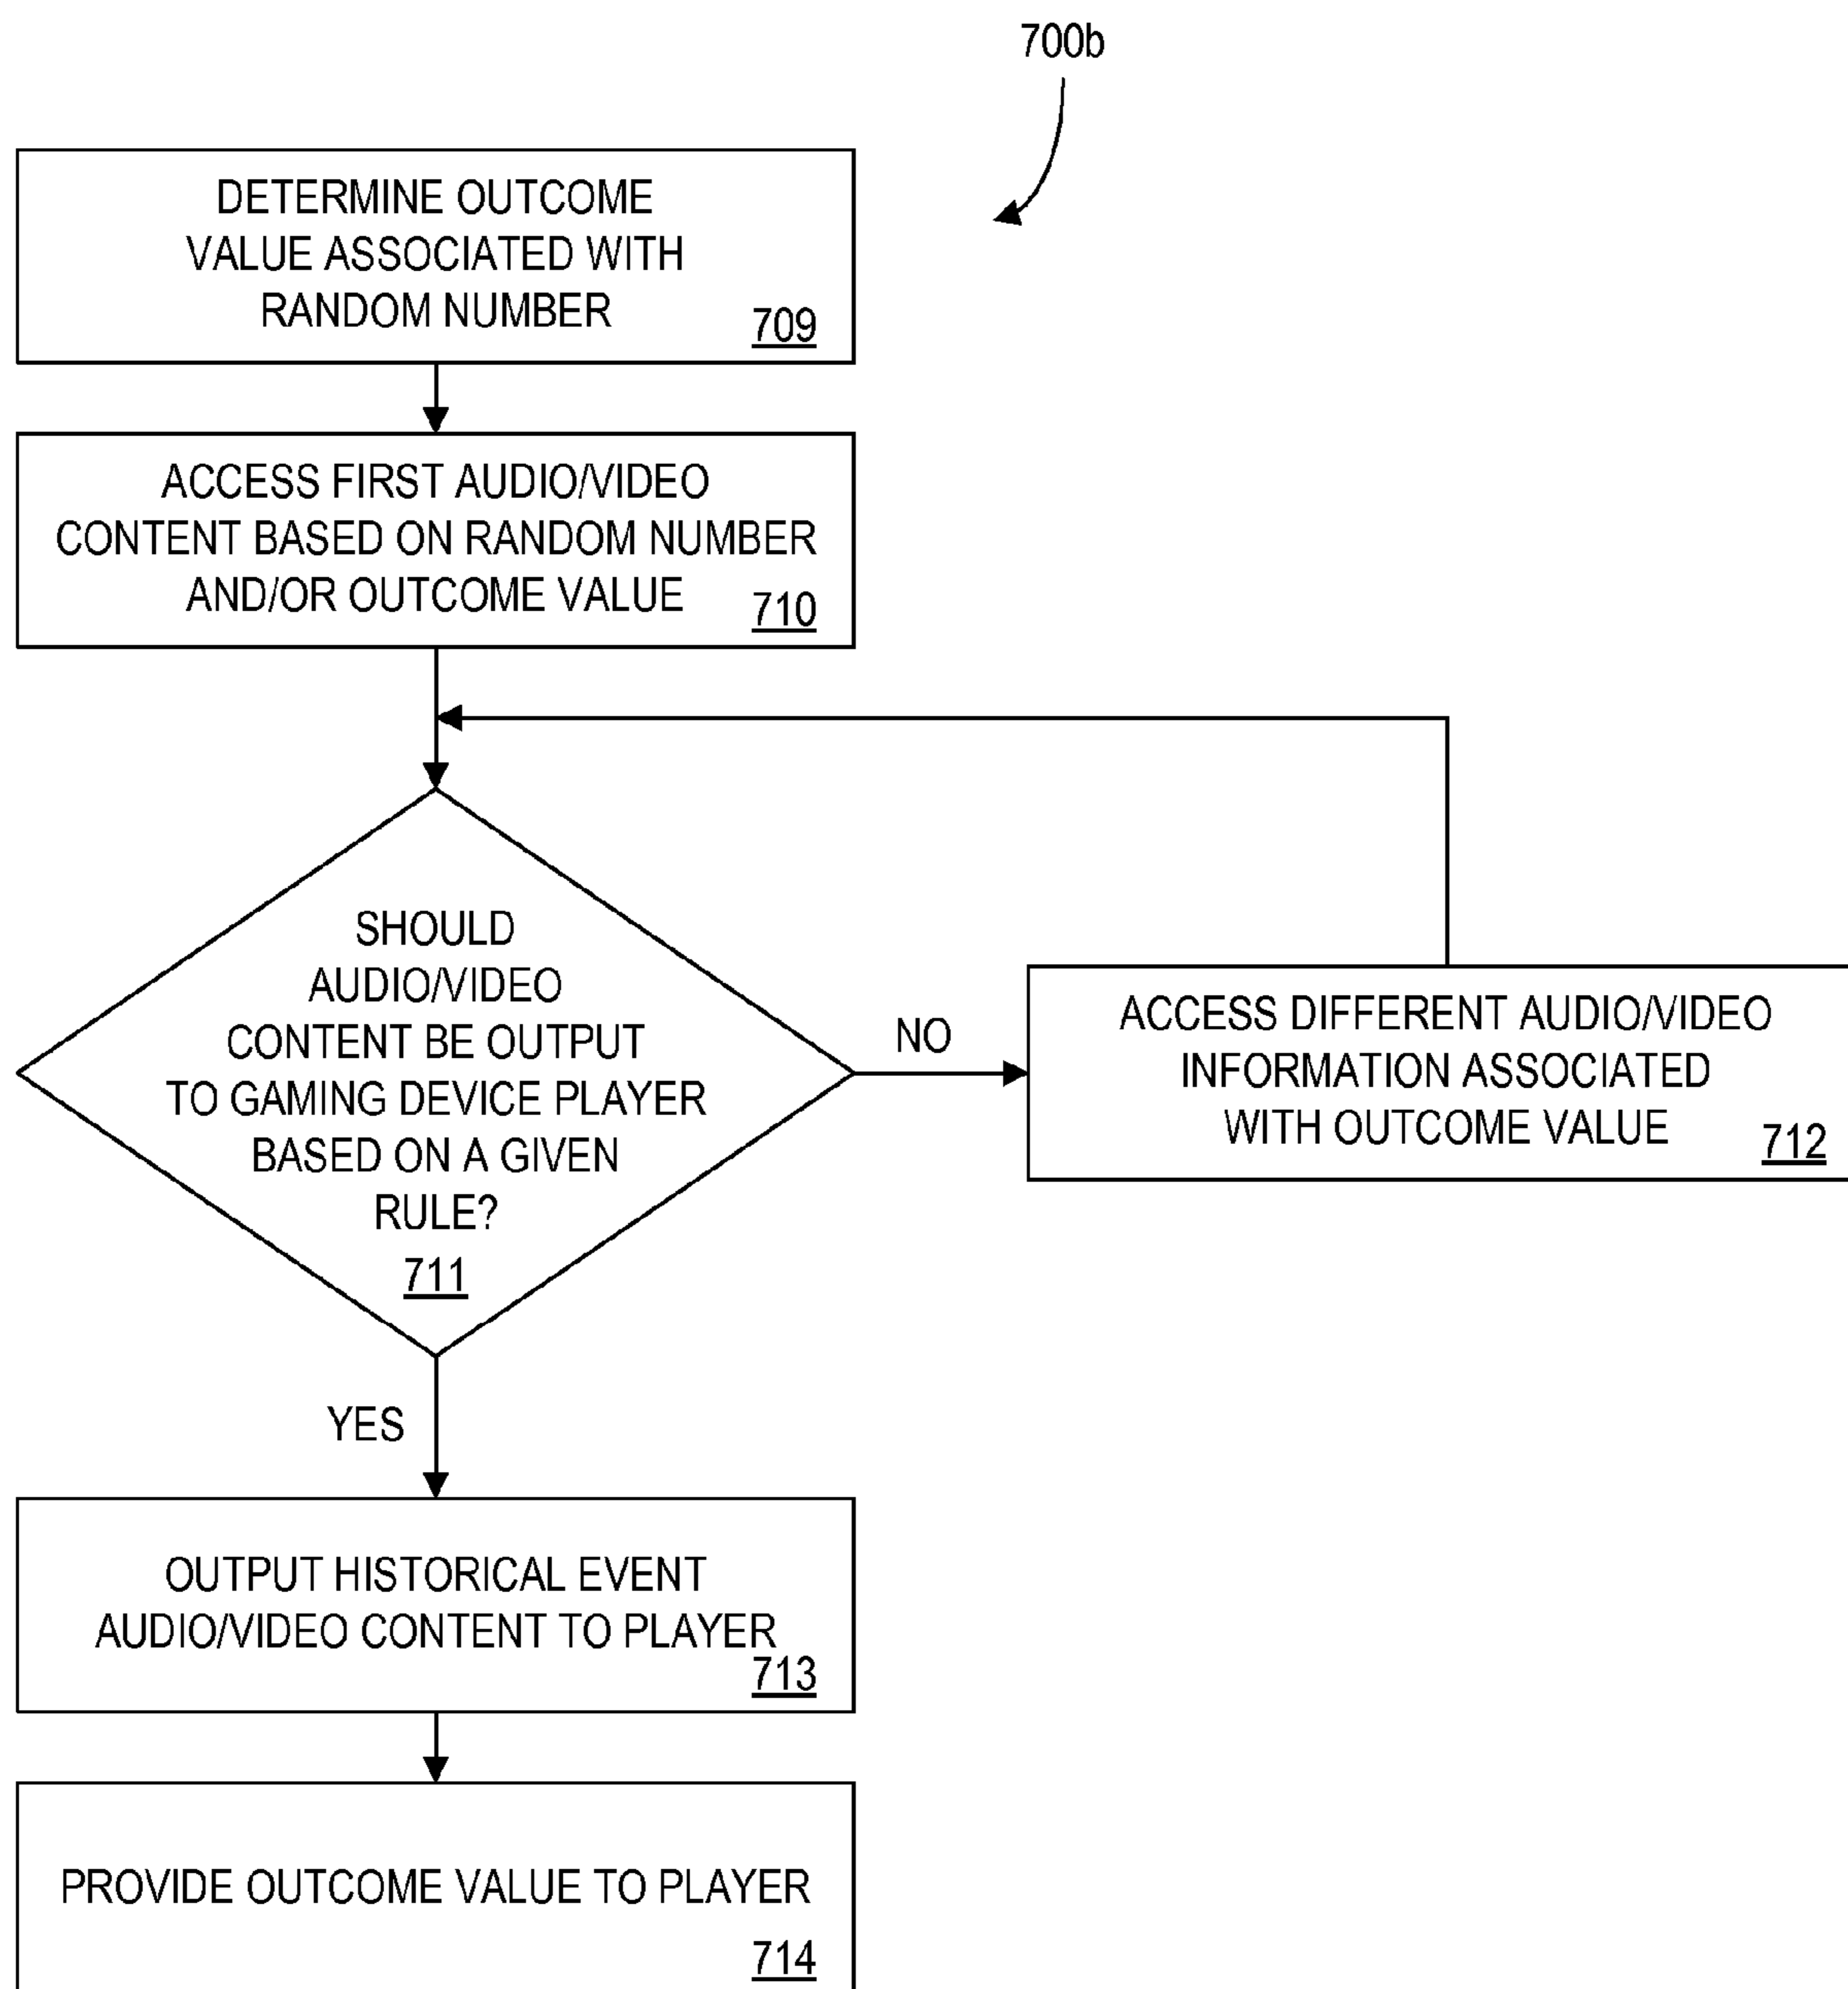 700b
DETERMINE OUTCOME
VALUE ASSOCIATED WITH
RANDOM NUMBER
709
ACCESS FIRST AUDIO/VIDEO
CONTENT BASED ON RANDOM NUMBER
AND/OR OUTCOME VALUE
710
SHOULD
AUDIO/VIDEO
CONTENT BE OUTPUT
TO GAMING DEVICE PLAYER
BASED ON A GIVEN
RULE?
711
NO
ACCESS DIFFERENT AUDIO/VIDEO
INFORMATION ASSOCIATED
WITH OUTCOME VALUE
712
YES
OUTPUT HISTORICAL EVENT
AUDIO/VIDEO CONTENT TO PLAYER
713
PROVIDE OUTCOME VALUE TO PLAYER
714